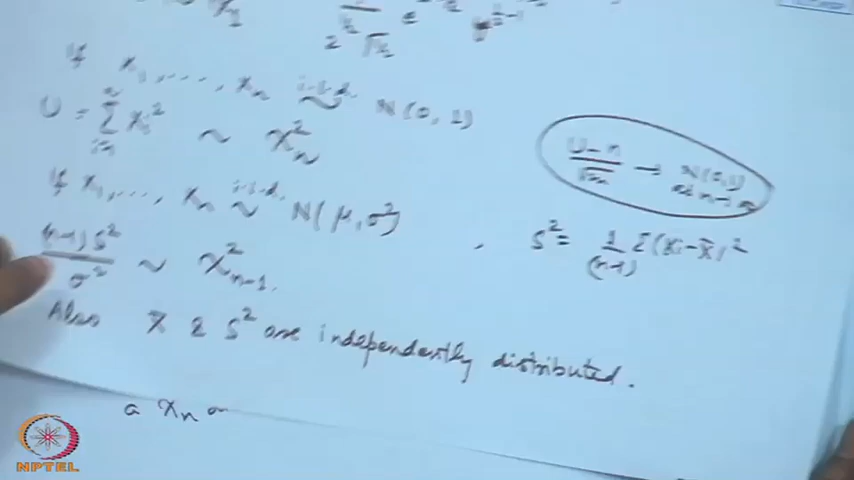 If X₁, ...., Xₙ i.i.d. ~ N(0, 1)
U = Σ Xᵢ² ~ χ²ₙ
(U-n)/√2n → N(0,1) as n→∞
If X₁, ...., Xₙ i.i.d. ~ N(μ, σ²)
S² = 1/(n-1) Σ(Xᵢ-X̄)²
(n-1)S²/σ² ~ χ²ₙ₋₁.
Also X̄ & S² are independently distributed.
NPTEL